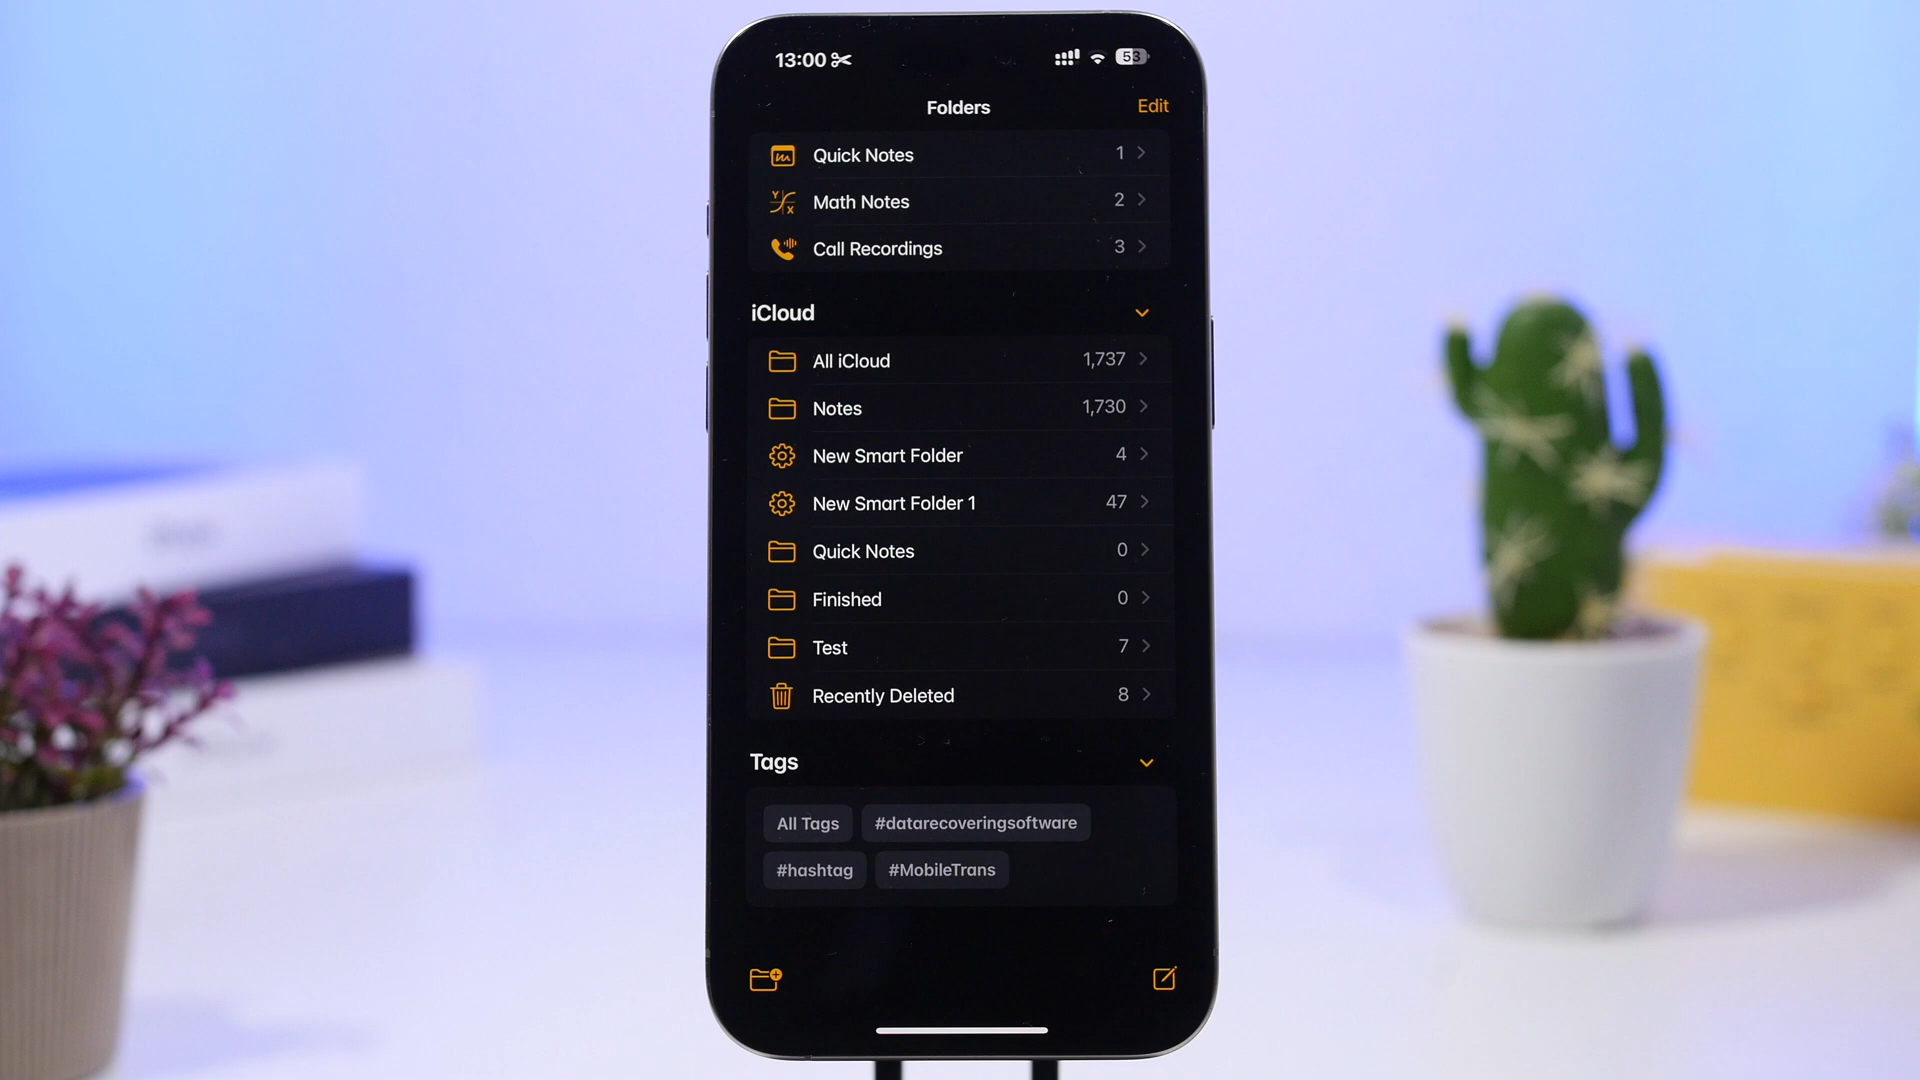 13:00 53
Folders Edit
Quick Notes 1
Math Notes 2
Call Recordings 3
iCloud
All iCloud 1,737
Notes 1,730
New Smart Folder 4
New Smart Folder 1 47
Quick Notes 0
Finished 0
Test 7
Recently Deleted 8
Tags
All Tags #datarecoveringsoftware
#hashtag #MobileTrans